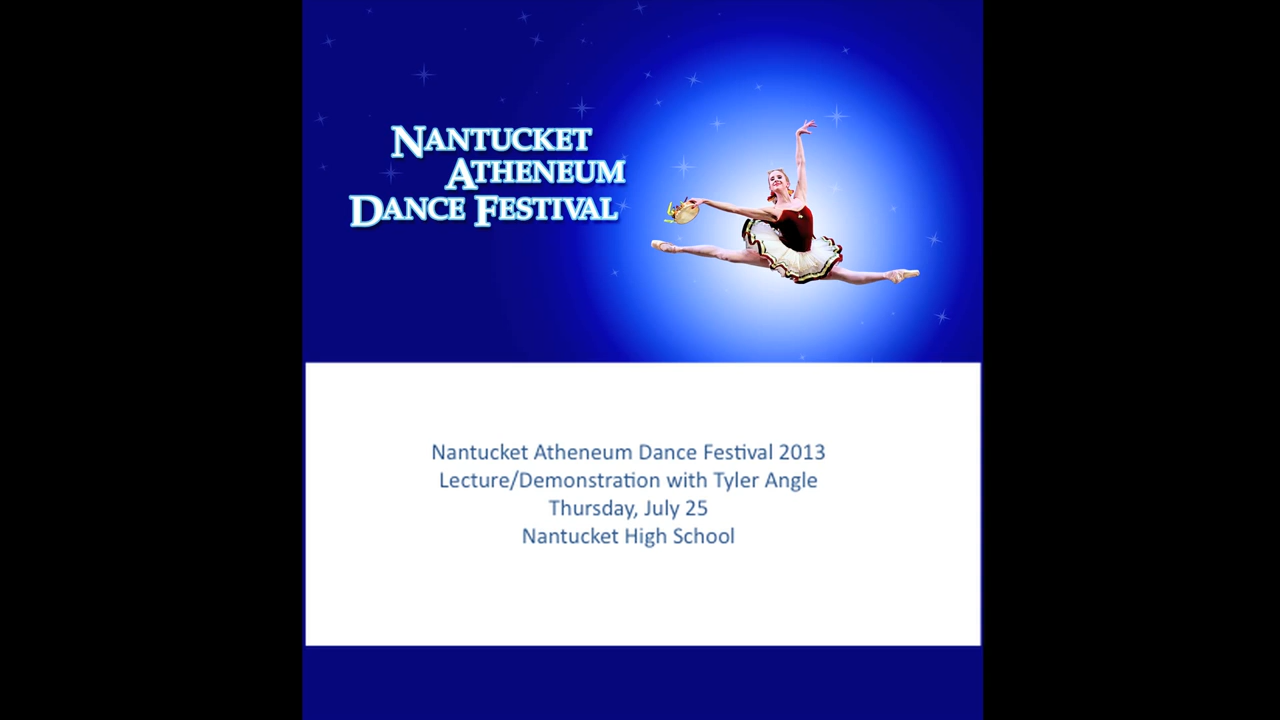 NANTUCKET
ATHENEUM
DANCE FESTIVAL
Nantucket Atheneum Dance Festival 2013
Lecture/Demonstration with Tyler Angle
Thursday, July 25
Nantucket High School